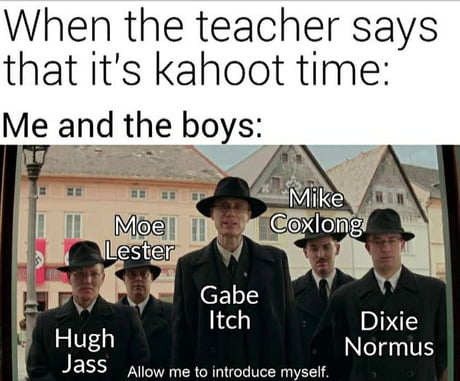 When the teacher says
that it's kahoot time:
Me and the boys:
Mike
Coxlong
Moe
Lester
Gabe
Itch
Dixie
Normus
Hugh
Jass
Allow me to introduce myself.